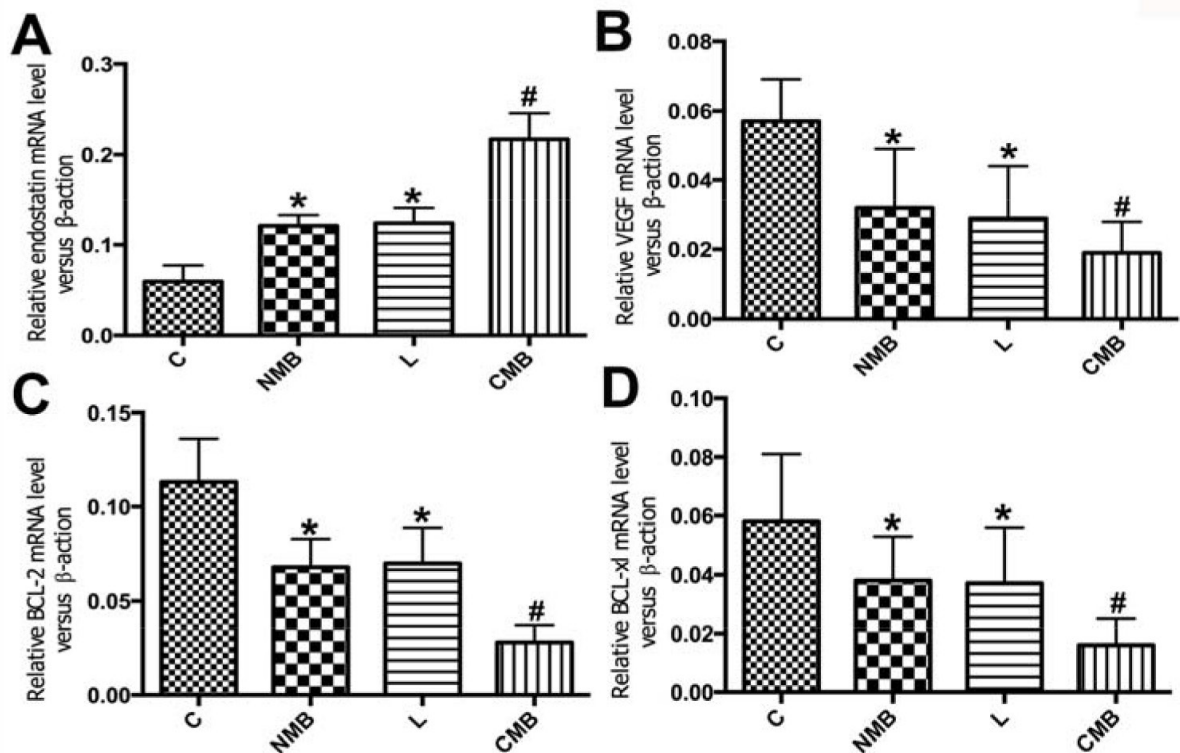 A
Relative endostatin mRNA level
versus β-action
0.3
0.2
0.1
0.0
*
*
#
C
NMB
L
CMB
B
Relative VEGF mRNA level
versus β-action
0.08
0.06
0.04
0.02
0.00
*
*
#
C
NMB
L
CMB
C
Relative BCL-2 mRNA level
versus β-action
0.15
0.10
0.05
0.00
*
*
#
C
NMB
L
CMB
D
Relative BCL-xl mRNA level
versus β-action
0.10
0.08
0.06
0.04
0.02
0.00
*
*
#
C
NMB
L
CMB